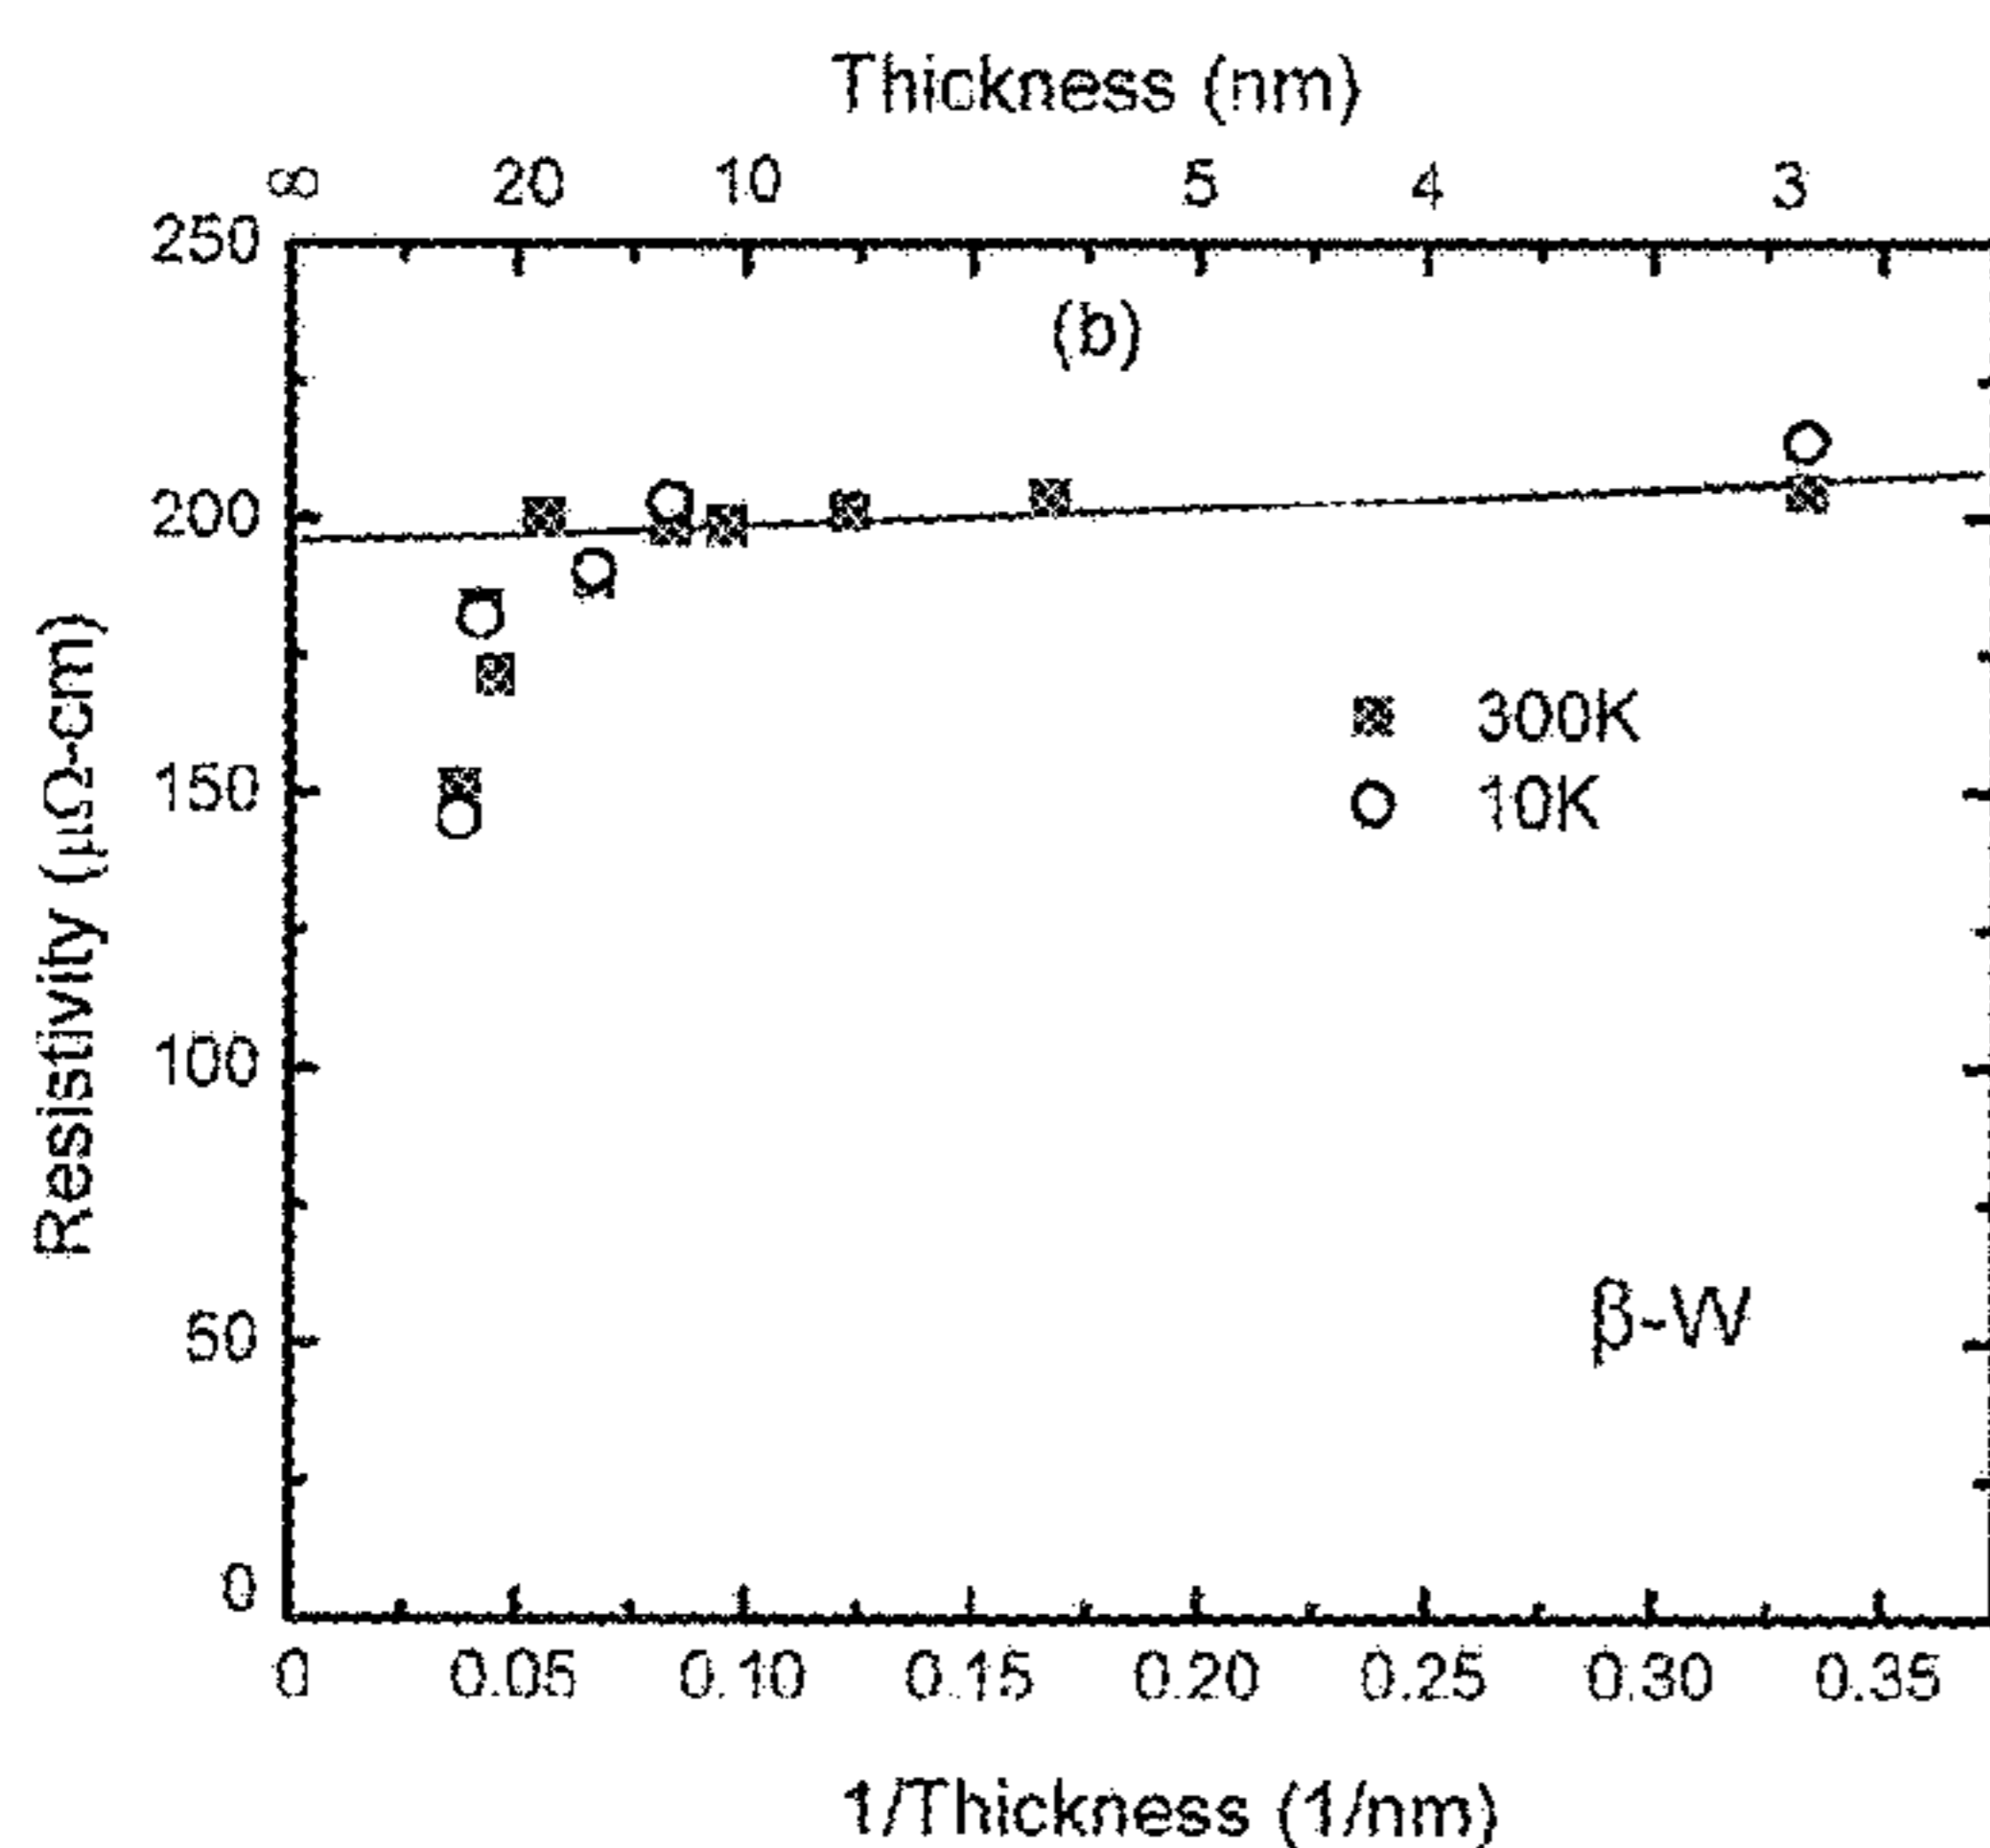 Thickness (nm)
∞ 20 10 5 4 3
250
(b)
200
150
100
50
0
Resistivity (μΩ-cm)
300K
10K
β-W
0 0.05 0.10 0.15 0.20 0.25 0.30 0.35
1/Thickness (1/nm)